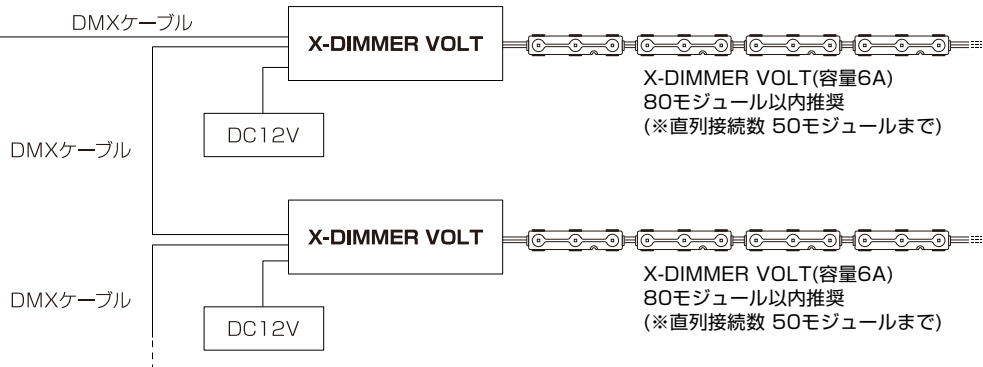 DMXケーブル
X-DIMMER VOLT
X-DIMMER VOLT(容量6A)
80モジュール以内推奨
(※直列接続数 50モジュールまで)
DC12V
DMXケーブル
X-DIMMER VOLT
X-DIMMER VOLT(容量6A)
80モジュール以内推奨
(※直列接続数 50モジュールまで)
DMXケーブル
DC12V